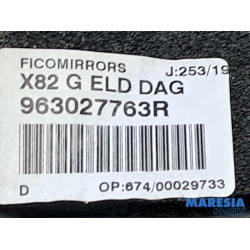 FICOMIRRORS
J:253/19
X82 G ELD DAG
963027763R
D
OP:674/00029733
MARESIA